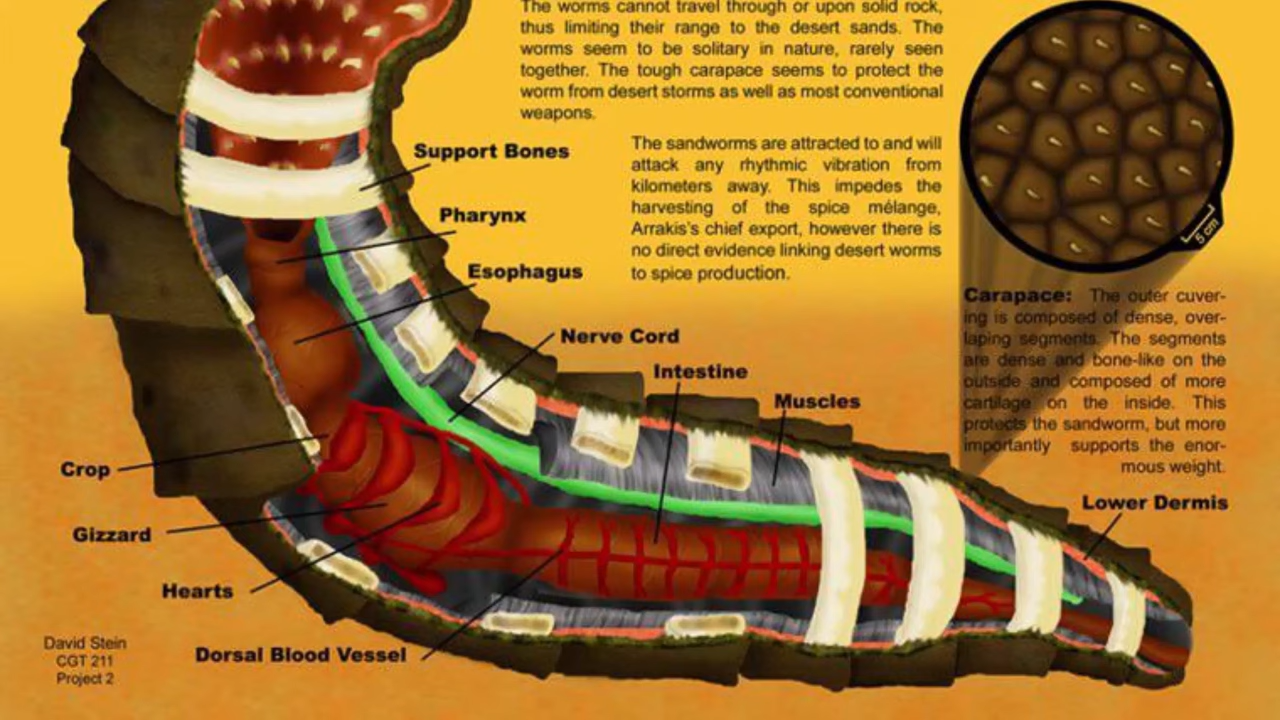 The worms cannot travel through or upon solid rock,
thus limiting their range to the desert sands. The
worms seem to be solitary in nature, rarely seen
together. The tough carapace seems to protect the
worm from desert storms as well as most conventional
weapons.
The sandworms are attracted to and will
attack any rhythmic vibration from
kilometers away. This impedes the
harvesting of the spice mélange,
Arrakis's chief export, however there is
no direct evidence linking desert worms
to spice production.
5 cm
Carapace: The outer cuver-
ing is composed of dense, over-
laping segments. The segments
are dense and bone-like on the
outside and composed of more
cartilage on the inside. This
protects the sandworm, but more
importantly supports the enor-
mous weight.
Support Bones
Pharynx
Esophagus
Nerve Cord
Intestine
Muscles
Lower Dermis
Crop
Gizzard
Hearts
Dorsal Blood Vessel
David Stein
CGT 211
Project 2